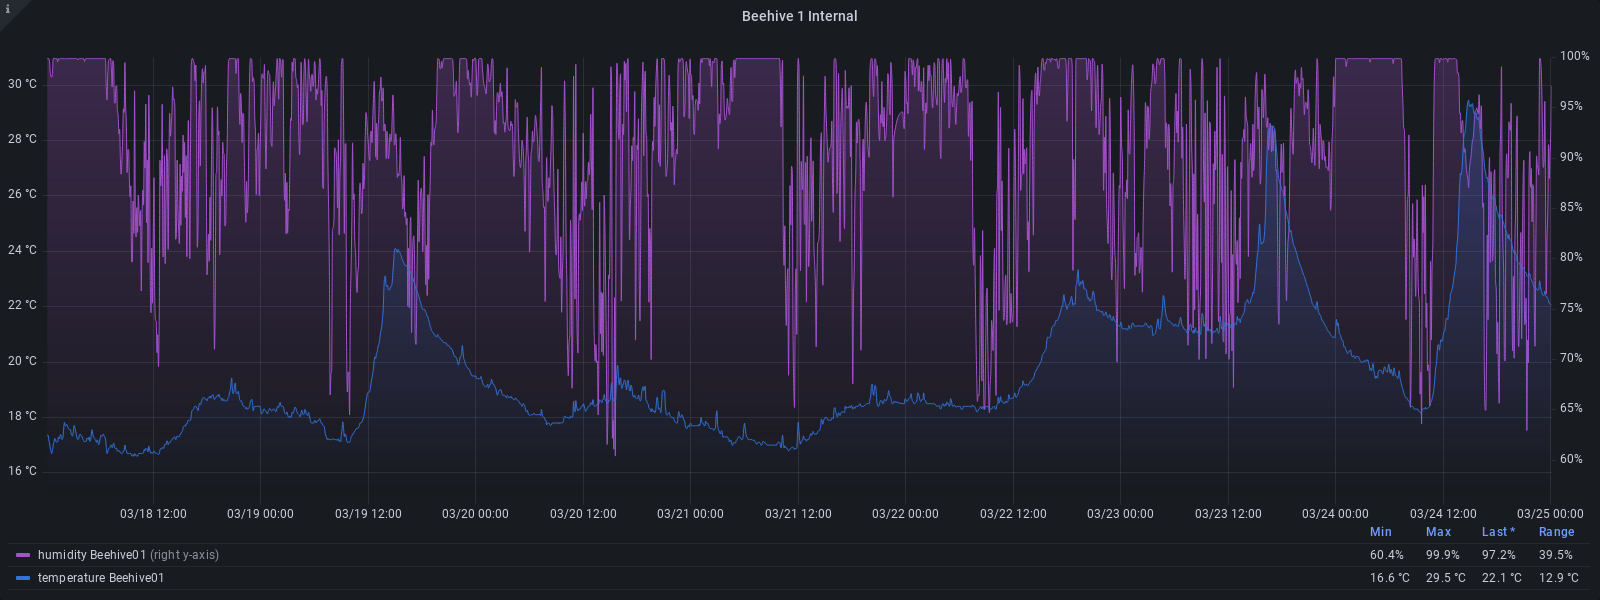 i
Beehive 1 Internal
100%
30 °C
95%
28 °C
90%
26 °C
85%
24 °C
80%
22 °C
75%
20 °C
70%
18 °C
65%
16 °C
60%
03/18 12:00 03/19 00:00 03/19 12:00 03/20 00:00 03/20 12:00 03/21 00:00 03/21 12:00 03/22 00:00 03/22 12:00 03/23 00:00 03/23 12:00 03/24 00:00 03/24 12:00 03/25 00:00
Min Max Last * Range
humidity Beehive01 (right y-axis) 60.4% 99.9% 97.2% 39.5%
temperature Beehive01 16.6 °C 29.5 °C 22.1 °C 12.9 °C